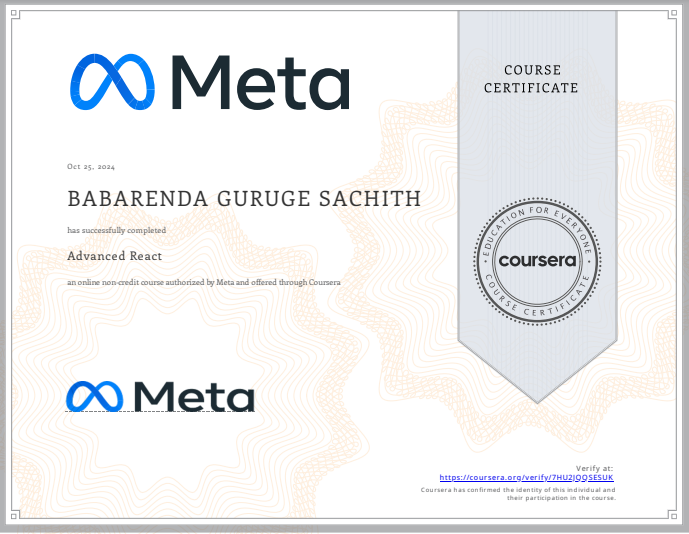 Meta
COURSE
CERTIFICATE
Oct 25, 2024
BABARENDA GURUGE SACHITH
has successfully completed
Advanced React
an online non-credit course authorized by Meta and offered through Coursera
EDUCATION FOR EVERYONE
coursera
COURSE CERTIFICATE
Meta
Verify at:
https://coursera.org/verify/7HU2JQQSESUK
Coursera has confirmed the identity of this individual and
their participation in the course.